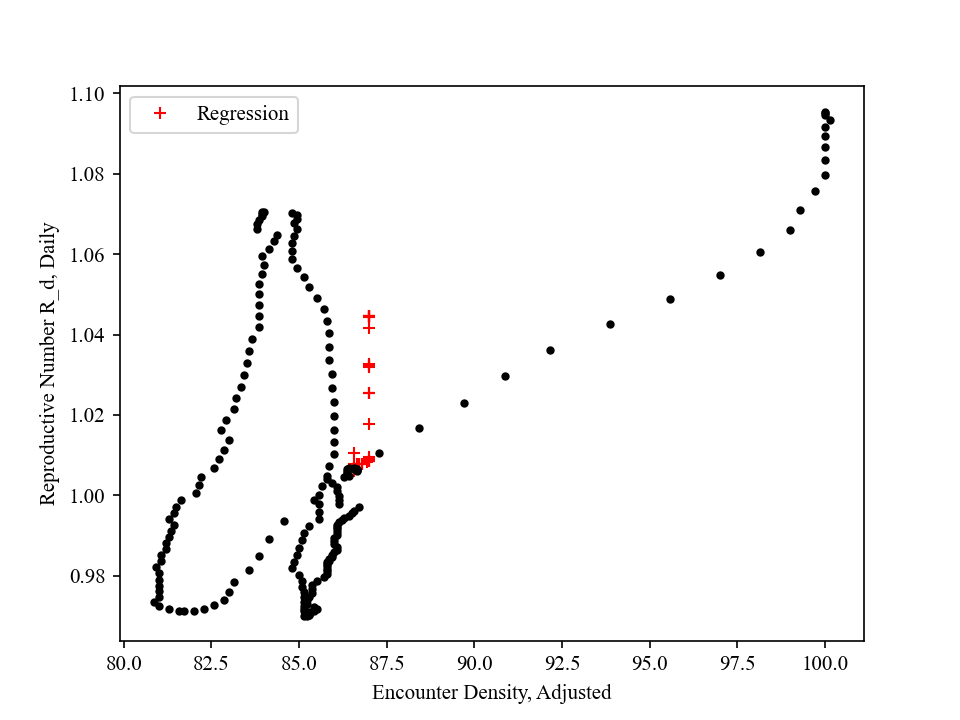 Regression
1.10
1.08
1.06
1.04
1.02
1.00
0.98
Reproductive Number R_d, Daily
80.0 82.5 85.0 87.5 90.0 92.5 95.0 97.5 100.0
Encounter Density, Adjusted